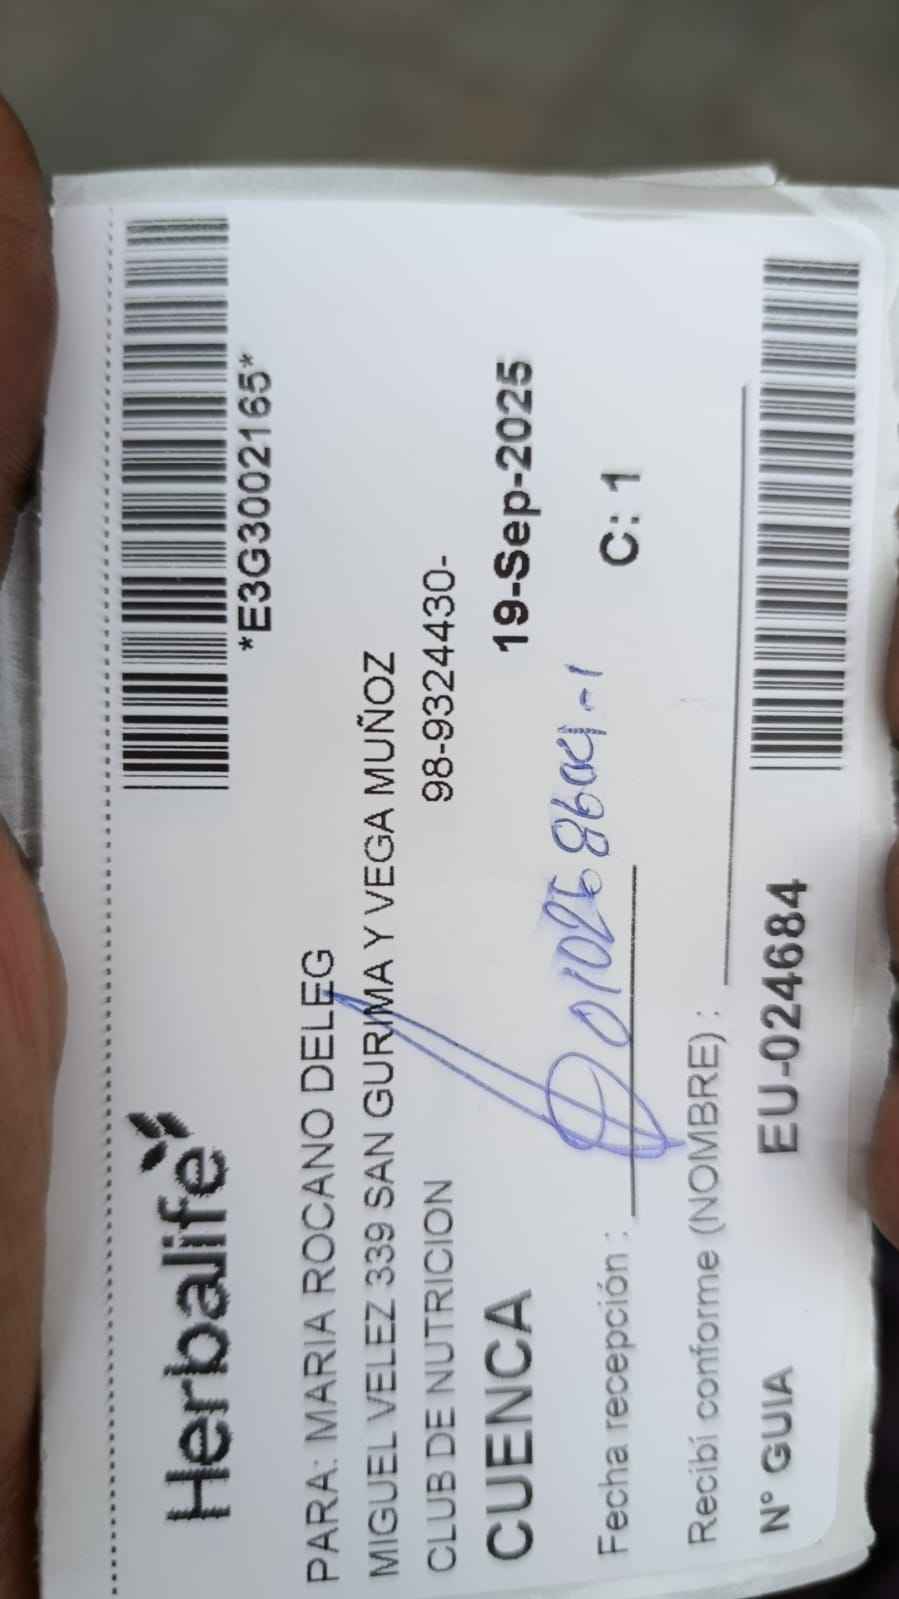 Herbalife
*E3G3002165*
PARA: MARIA ROCANO DELEG
MIGUEL VELEZ 339 SAN GURIMA Y VEGA MUÑOZ
CLUB DE NUTRICION 98-9324430-
CUENCA 19-Sep-2025
Fecha recepción : C: 1
Recibí conforme (NOMBRE) :
N° GUIA EU-024684